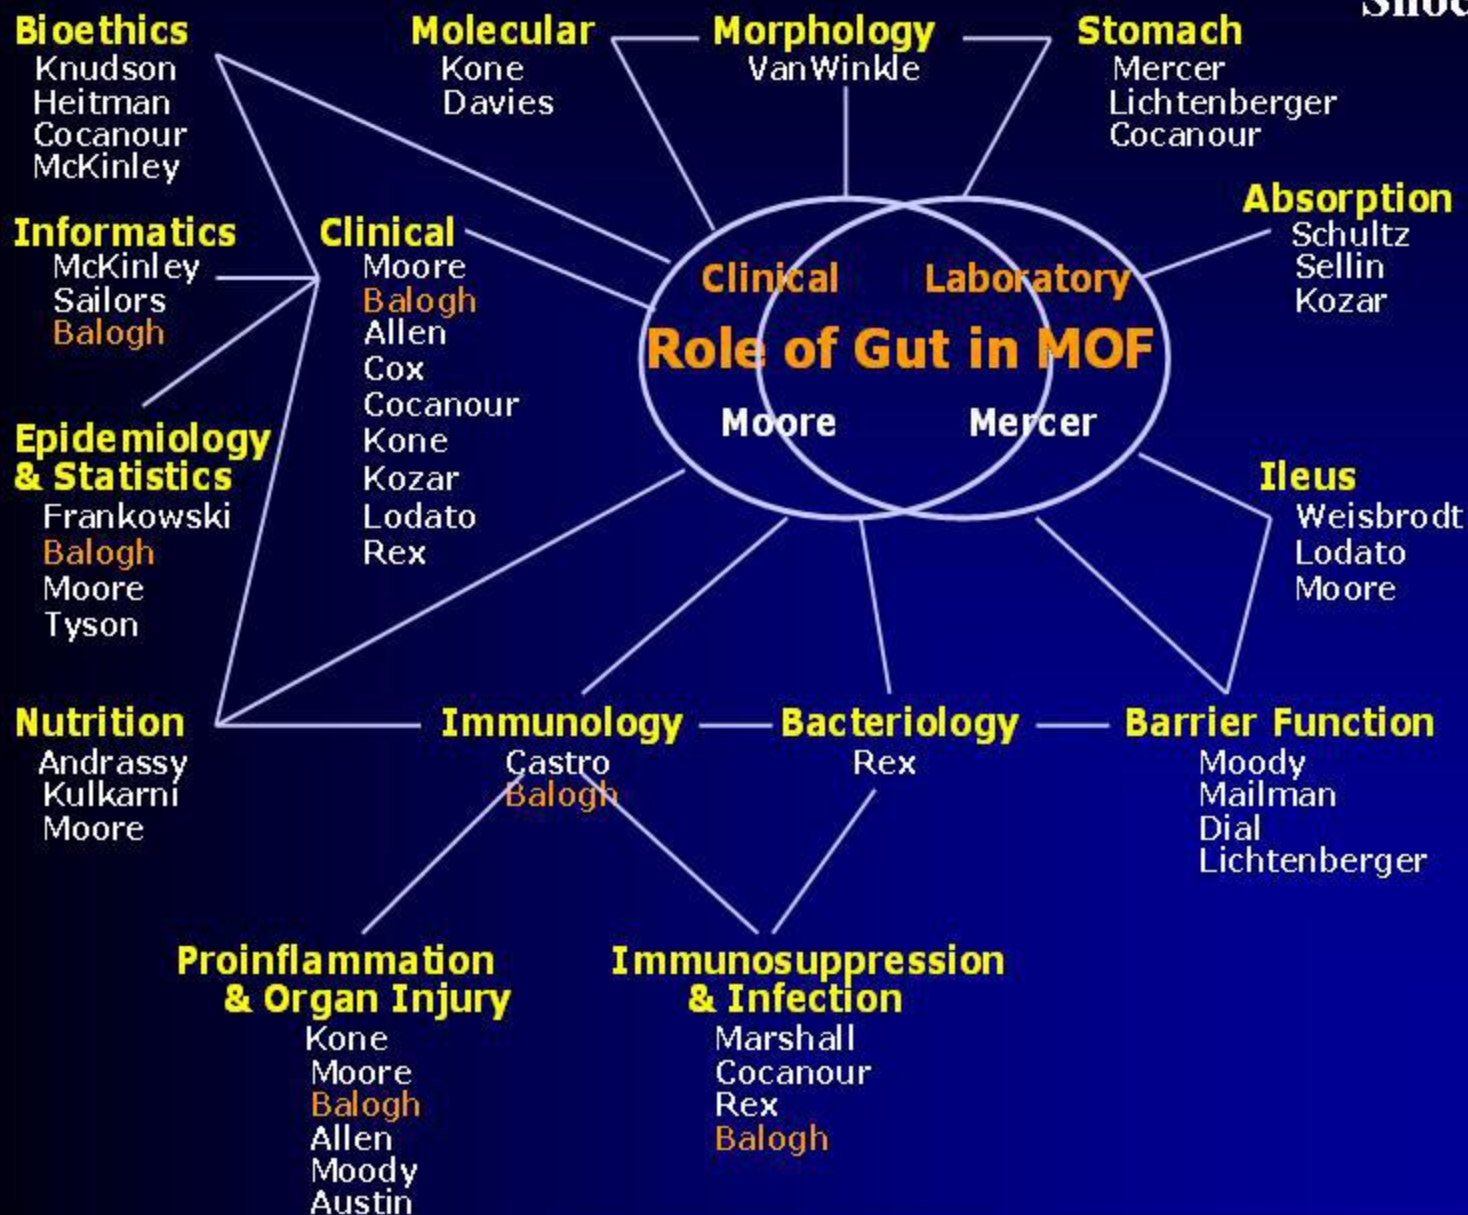 Bioethics
Knudson
Heitman
Cocanour
McKinley
Molecular
Kone
Davies
Morphology
VanWinkle
Stomach
Mercer
Lichtenberger
Cocanour
Absorption
Schultz
Sellin
Kozar
Informatics
McKinley
Sailors
Balogh
Clinical
Moore
Balogh
Allen
Cox
Cocanour
Kone
Kozar
Lodato
Rex
Clinical Laboratory
Role of Gut in MOF
Moore Mercer
Epidemiology
& Statistics
Frankowski
Balogh
Moore
Tyson
Ileus
Weisbrodt
Lodato
Moore
Nutrition
Andrassy
Kulkarni
Moore
Immunology
Castro
Balogh
Bacteriology
Rex
Barrier Function
Moody
Mailman
Dial
Lichtenberger
Proinflammation
& Organ Injury
Kone
Moore
Balogh
Allen
Moody
Austin
Immunosuppression
& Infection
Marshall
Cocanour
Rex
Balogh